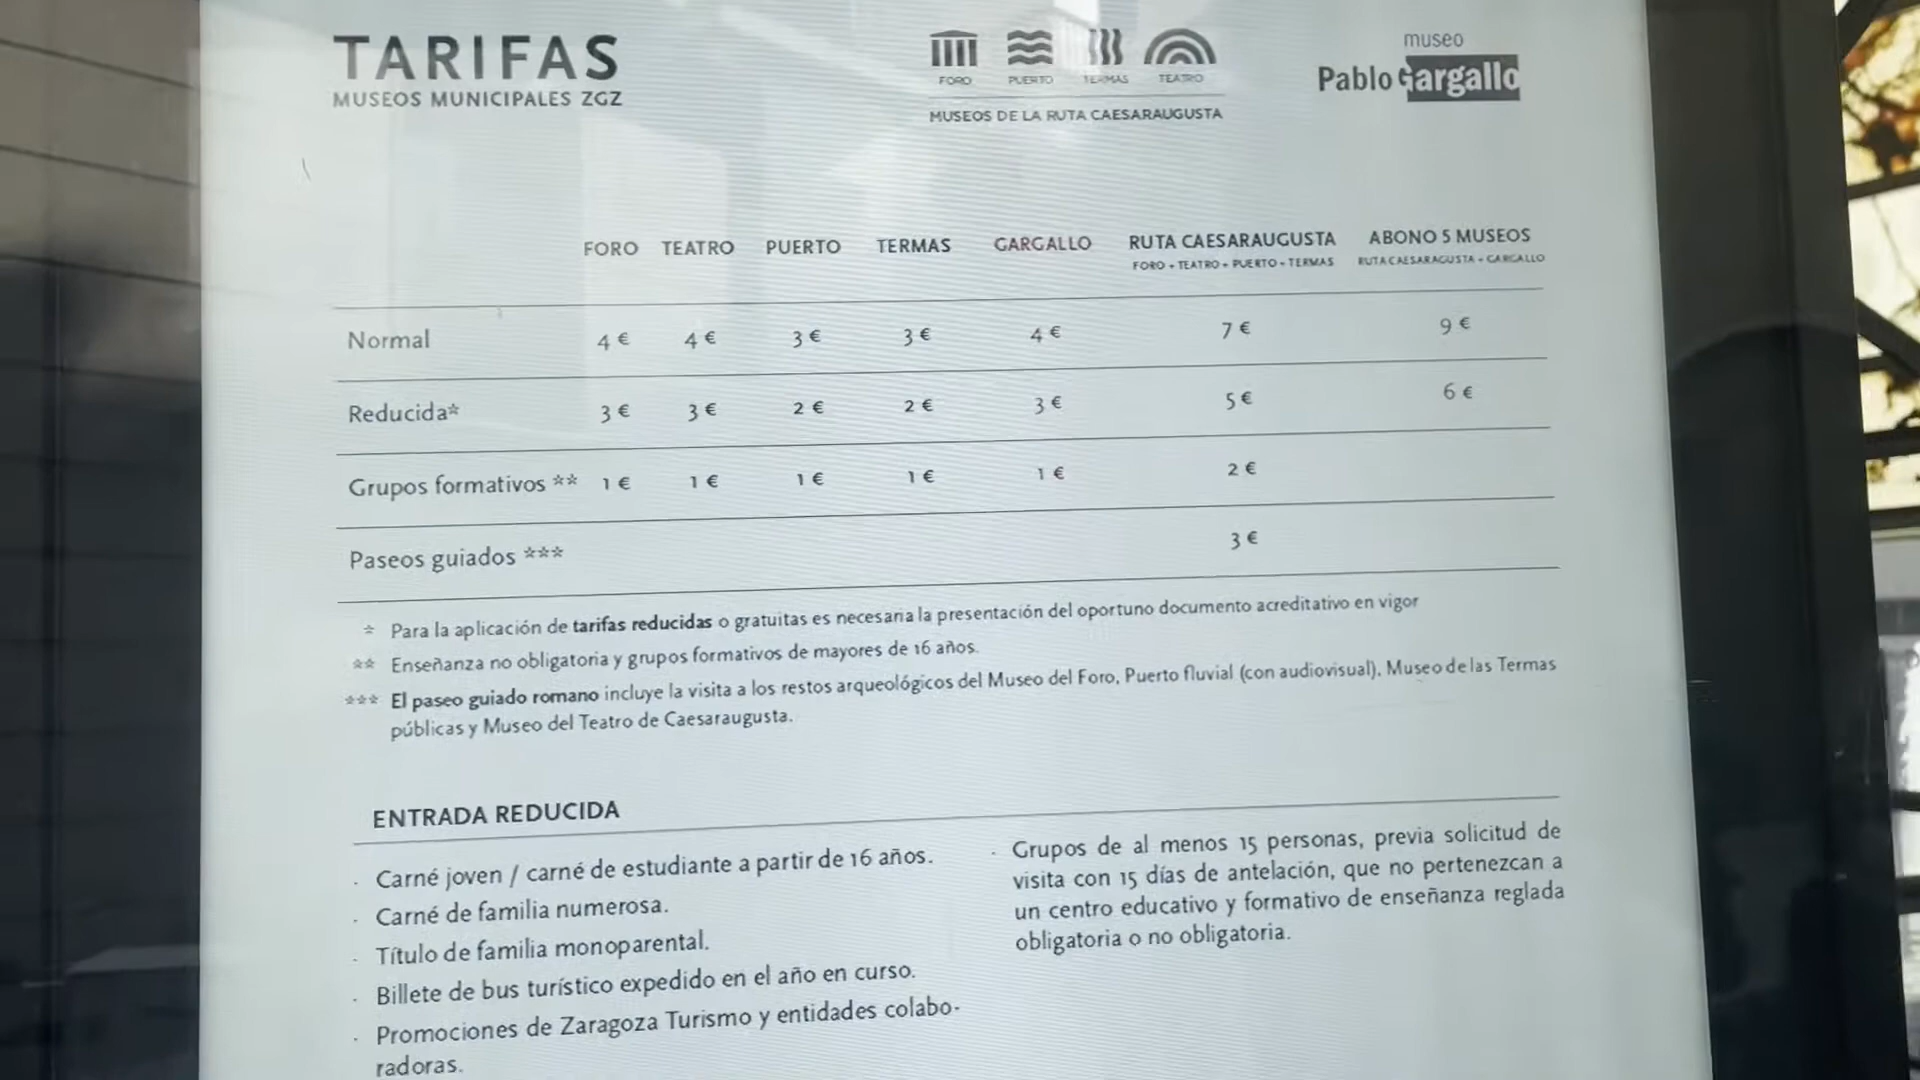 TARIFAS
MUSEOS MUNICIPALES ZGZ
FORO PUERTO TERMAS TEATRO
MUSEOS DE LA RUTA CAESARAUGUSTA
museo
Pablo Gargallo
FORO TEATRO PUERTO TERMAS GARGALLO RUTA CAESARAUGUSTA ABONO 5 MUSEOS
FORO + TEATRO + PUERTO + TERMAS RUTA CAESARAGUSTA + GARGALLO
Normal 4 € 4 € 3 € 3 € 4 € 7 € 9 €
Reducida* 3 € 3 € 2 € 2 € 3 € 5 € 6 €
Grupos formativos ** 1 € 1 € 1 € 1 € 1 € 2 €
Paseos guiados *** 3 €
* Para la aplicación de tarifas reducidas o gratuitas es necesaria la presentación del oportuno documento acreditativo en vigor
** Enseñanza no obligatoria y grupos formativos de mayores de 16 años.
*** El paseo guiado romano incluye la visita a los restos arqueológicos del Museo del Foro, Puerto fluvial (con audiovisual), Museo de las Termas
públicas y Museo del Teatro de Caesaraugusta.
ENTRADA REDUCIDA
· Carné joven / carné de estudiante a partir de 16 años.
· Carné de familia numerosa.
· Título de familia monoparental.
· Billete de bus turístico expedido en el año en curso.
· Promociones de Zaragoza Turismo y entidades colabo-
radoras.
· Grupos de al menos 15 personas, previa solicitud de
visita con 15 días de antelación, que no pertenezcan a
un centro educativo y formativo de enseñanza reglada
obligatoria o no obligatoria.